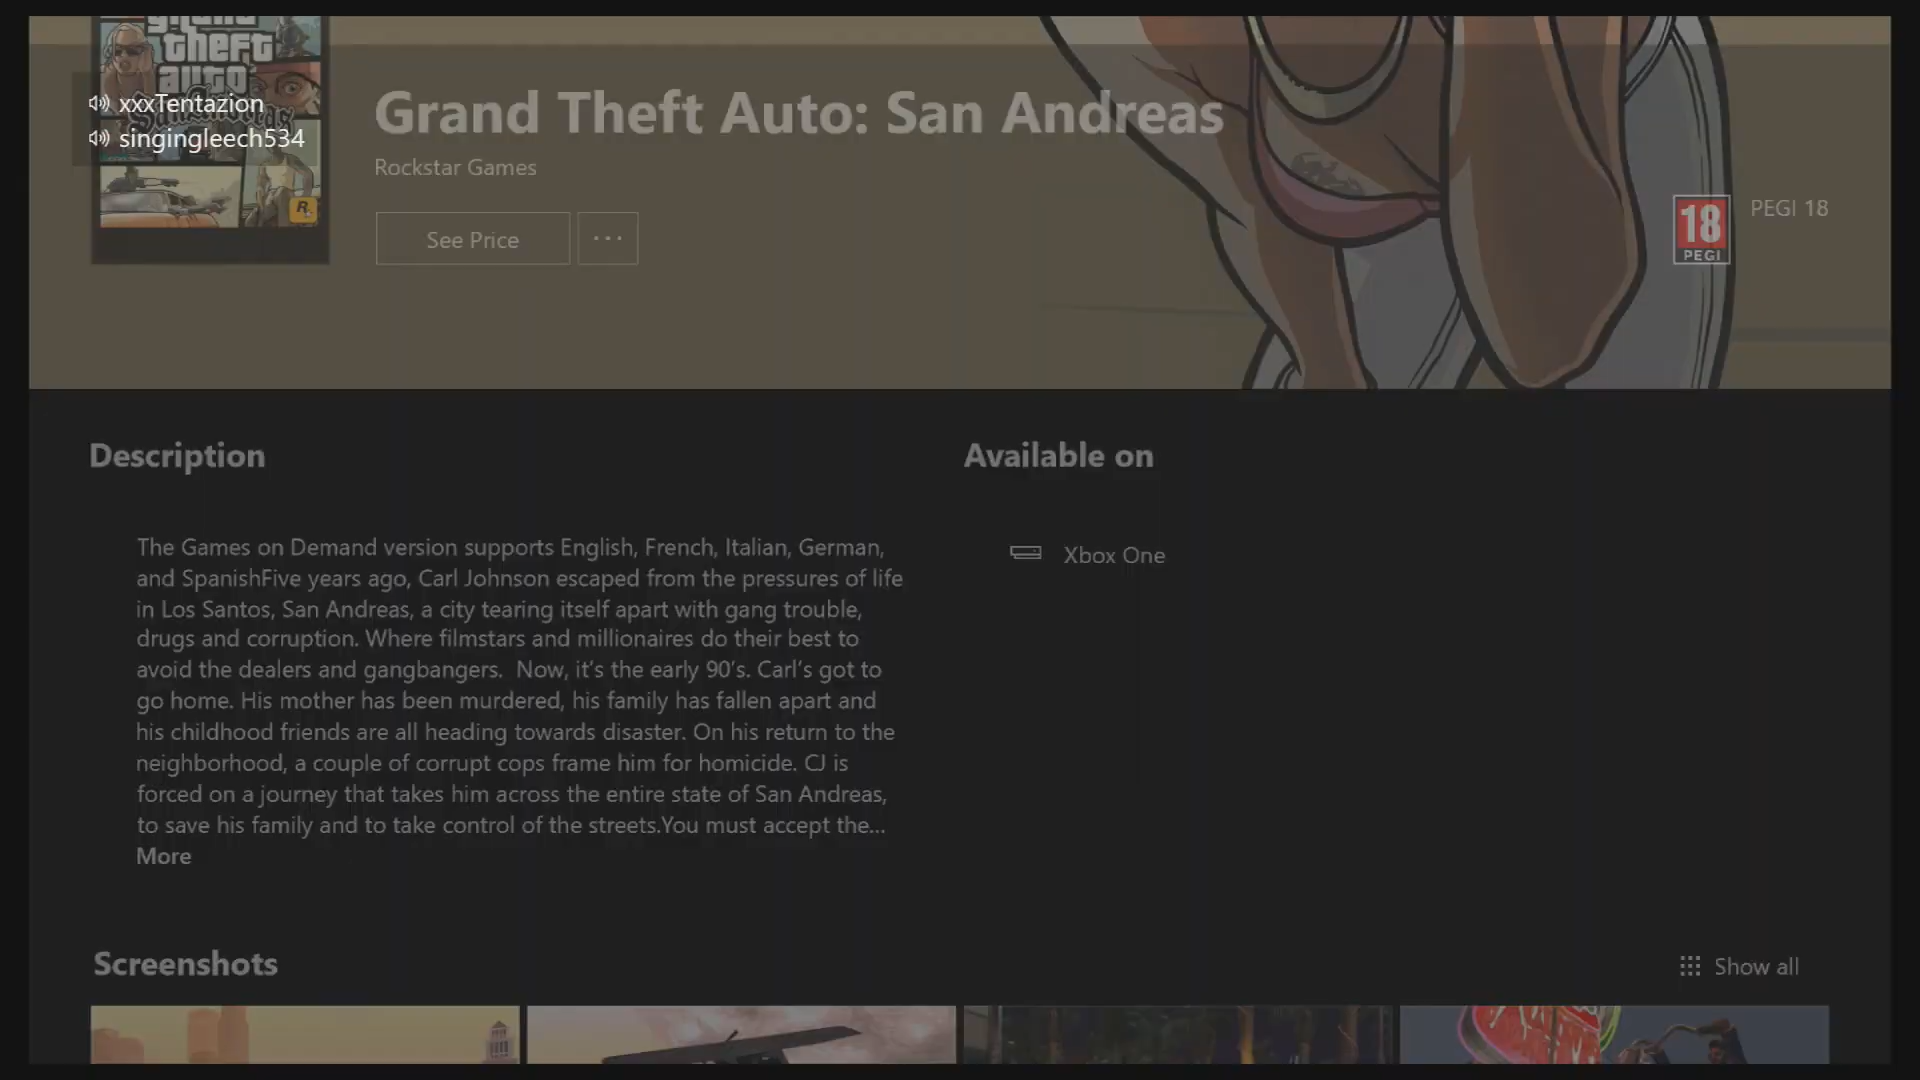 grand
theft
auto
xxxTentazion
singingleech534
R
Grand Theft Auto: San Andreas
Rockstar Games
See Price
...
18
PEGI
PEGI 18
Description
The Games on Demand version supports English, French, Italian, German,
and SpanishFive years ago, Carl Johnson escaped from the pressures of life
in Los Santos, San Andreas, a city tearing itself apart with gang trouble,
drugs and corruption. Where filmstars and millionaires do their best to
avoid the dealers and gangbangers.  Now, it’s the early 90’s. Carl’s got to
go home. His mother has been murdered, his family has fallen apart and
his childhood friends are all heading towards disaster. On his return to the
neighborhood, a couple of corrupt cops frame him for homicide. CJ is
forced on a journey that takes him across the entire state of San Andreas,
to save his family and to take control of the streets.You must accept the...
More
Available on
Xbox One
Screenshots
Show all